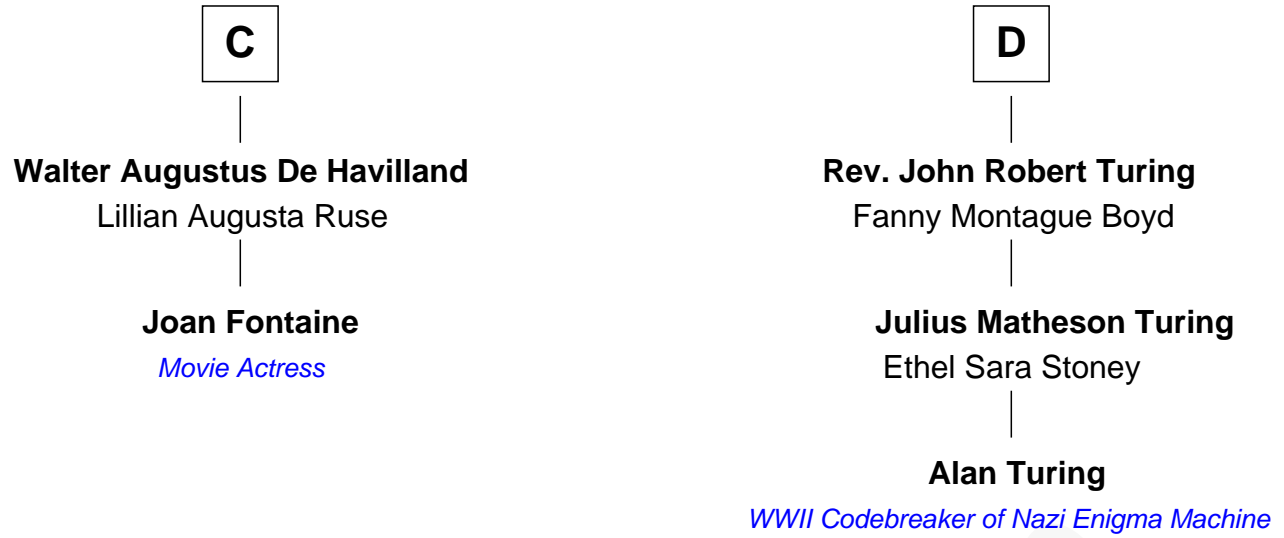 C
Walter Augustus De Havilland
Lillian Augusta Ruse
Joan Fontaine
Movie Actress
D
Rev. John Robert Turing
Fanny Montague Boyd
Julius Matheson Turing
Ethel Sara Stoney
Alan Turing
WWII Codebreaker of Nazi Enigma Machine